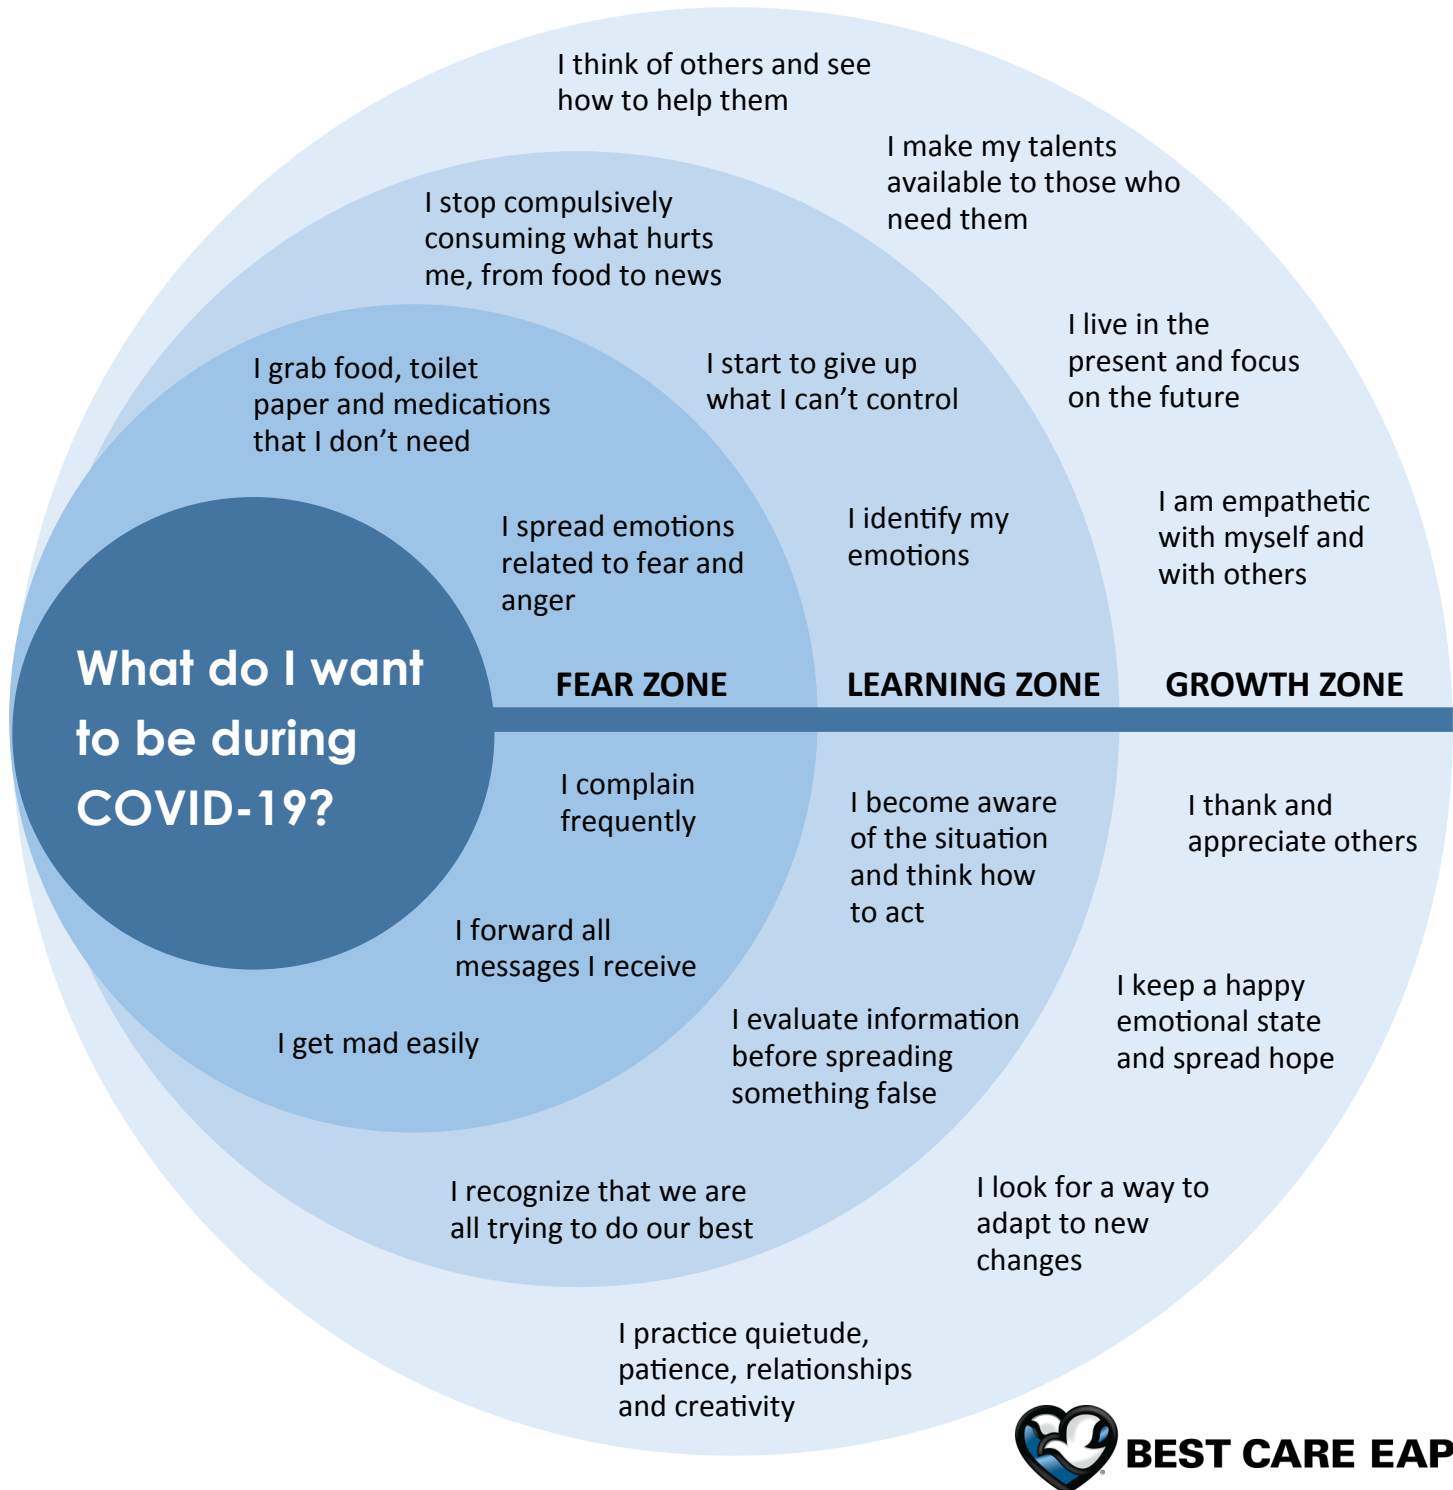 I think of others and see
how to help them
I make my talents
available to those who
need them
I stop compulsively
consuming what hurts
me, from food to news
I live in the
present and focus
on the future
I grab food, toilet
paper and medications
that I don’t need
I start to give up
what I can’t control
I am empathetic
with myself and
with others
I spread emotions
related to fear and
anger
I identify my
emotions
What do I want
to be during
COVID-19?
FEAR ZONE
LEARNING ZONE
GROWTH ZONE
I complain
frequently
I become aware
of the situation
and think how
to act
I thank and
appreciate others
I forward all
messages I receive
I keep a happy
emotional state
and spread hope
I get mad easily
I evaluate information
before spreading
something false
I recognize that we are
all trying to do our best
I look for a way to
adapt to new
changes
I practice quietude,
patience, relationships
and creativity
BEST CARE EAP